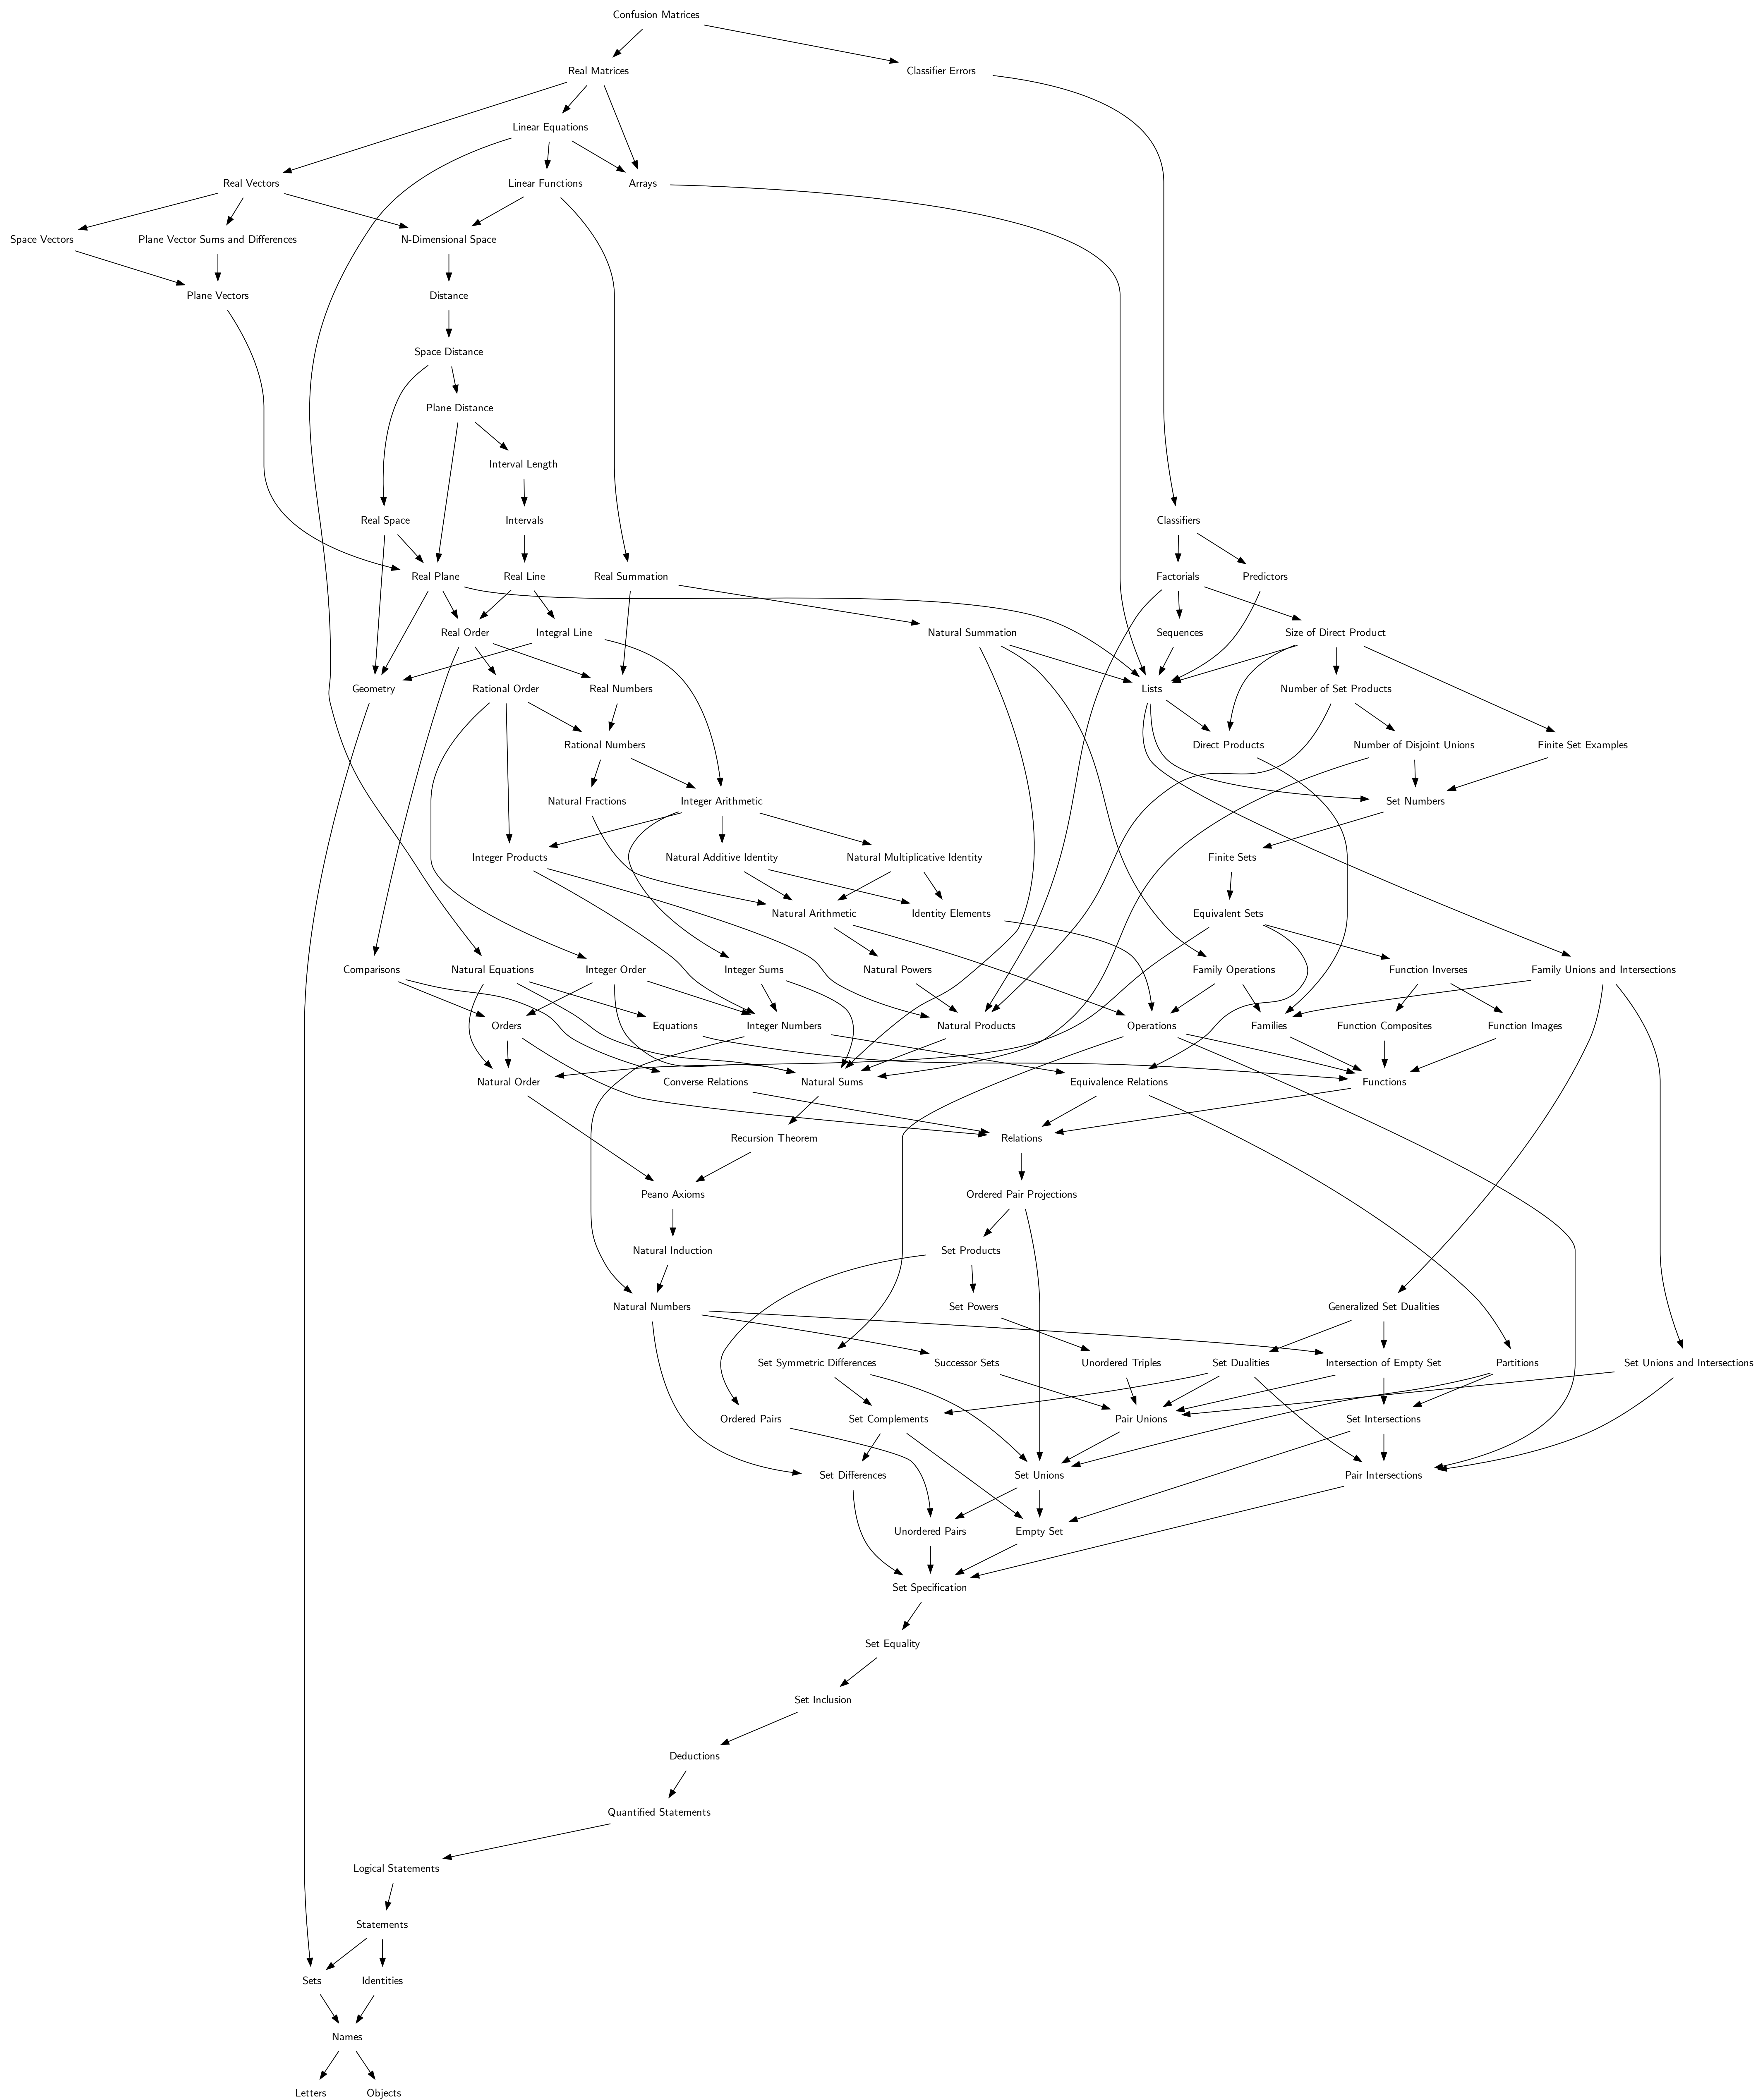 Confusion Matrices
Real Matrices
Classifier Errors
Linear Equations
Real Vectors
Linear Functions
Arrays
Space Vectors
Plane Vector Sums and Differences
N-Dimensional Space
Plane Vectors
Distance
Space Distance
Plane Distance
Interval Length
Real Space
Intervals
Classifiers
Real Plane
Real Line
Real Summation
Factorials
Predictors
Real Order
Integral Line
Natural Summation
Sequences
Size of Direct Product
Geometry
Rational Order
Real Numbers
Lists
Number of Set Products
Rational Numbers
Direct Products
Number of Disjoint Unions
Finite Set Examples
Natural Fractions
Integer Arithmetic
Set Numbers
Integer Products
Natural Additive Identity
Natural Multiplicative Identity
Finite Sets
Natural Arithmetic
Identity Elements
Equivalent Sets
Comparisons
Natural Equations
Integer Order
Integer Sums
Natural Powers
Family Operations
Function Inverses
Family Unions and Intersections
Orders
Equations
Integer Numbers
Natural Products
Operations
Families
Function Composites
Function Images
Natural Order
Converse Relations
Natural Sums
Equivalence Relations
Functions
Recursion Theorem
Relations
Peano Axioms
Ordered Pair Projections
Natural Induction
Set Products
Natural Numbers
Set Powers
Generalized Set Dualities
Set Symmetric Differences
Successor Sets
Unordered Triples
Set Dualities
Intersection of Empty Set
Partitions
Set Unions and Intersections
Ordered Pairs
Set Complements
Pair Unions
Set Intersections
Set Differences
Set Unions
Pair Intersections
Unordered Pairs
Empty Set
Set Specification
Set Equality
Set Inclusion
Deductions
Quantified Statements
Logical Statements
Statements
Sets
Identities
Names
Letters
Objects